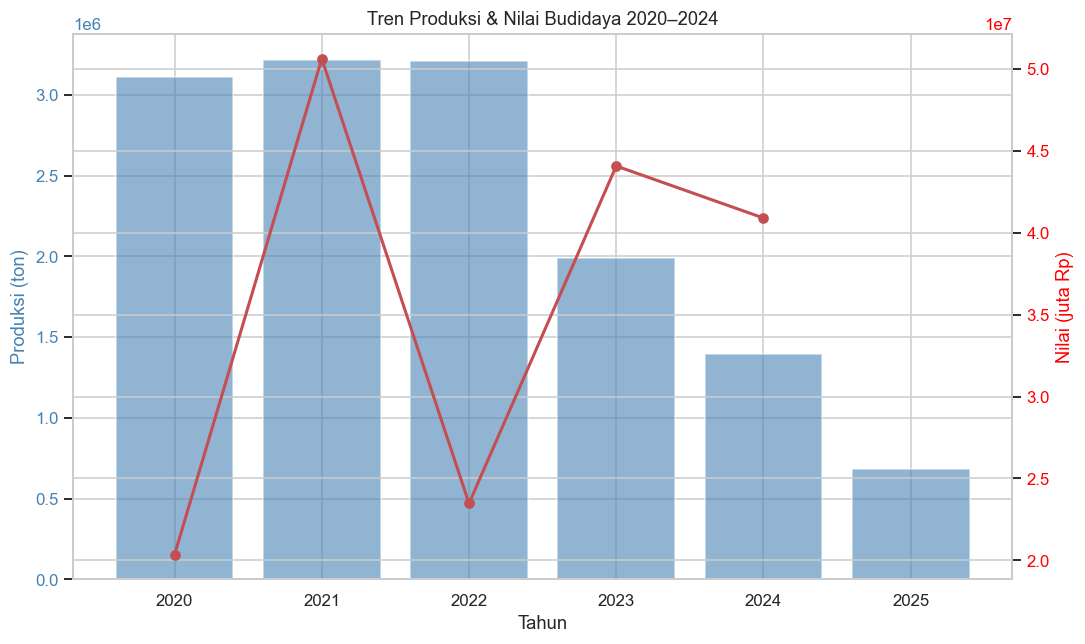 Tren Produksi & Nilai Budidaya 2020–2024
1e6
1e7
3.0
2.5
2.0
1.5
1.0
0.5
0.0
Produksi (ton)
5.0
4.5
4.0
3.5
3.0
2.5
2.0
Nilai (juta Rp)
2020 2021 2022 2023 2024 2025
Tahun